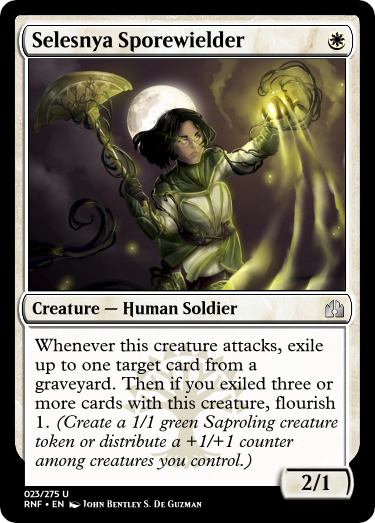 Selesnya Sporewielder
Creature — Human Soldier
Whenever this creature attacks, exile
up to one target card from a
graveyard. Then if you exiled three or
more cards with this creature, flourish
1. (Create a 1/1 green Saproling creature
token or distribute a +1/+1 counter
among creatures you control.)
2/1
023/275 U
RNF • EN John Bentley S. De Guzman